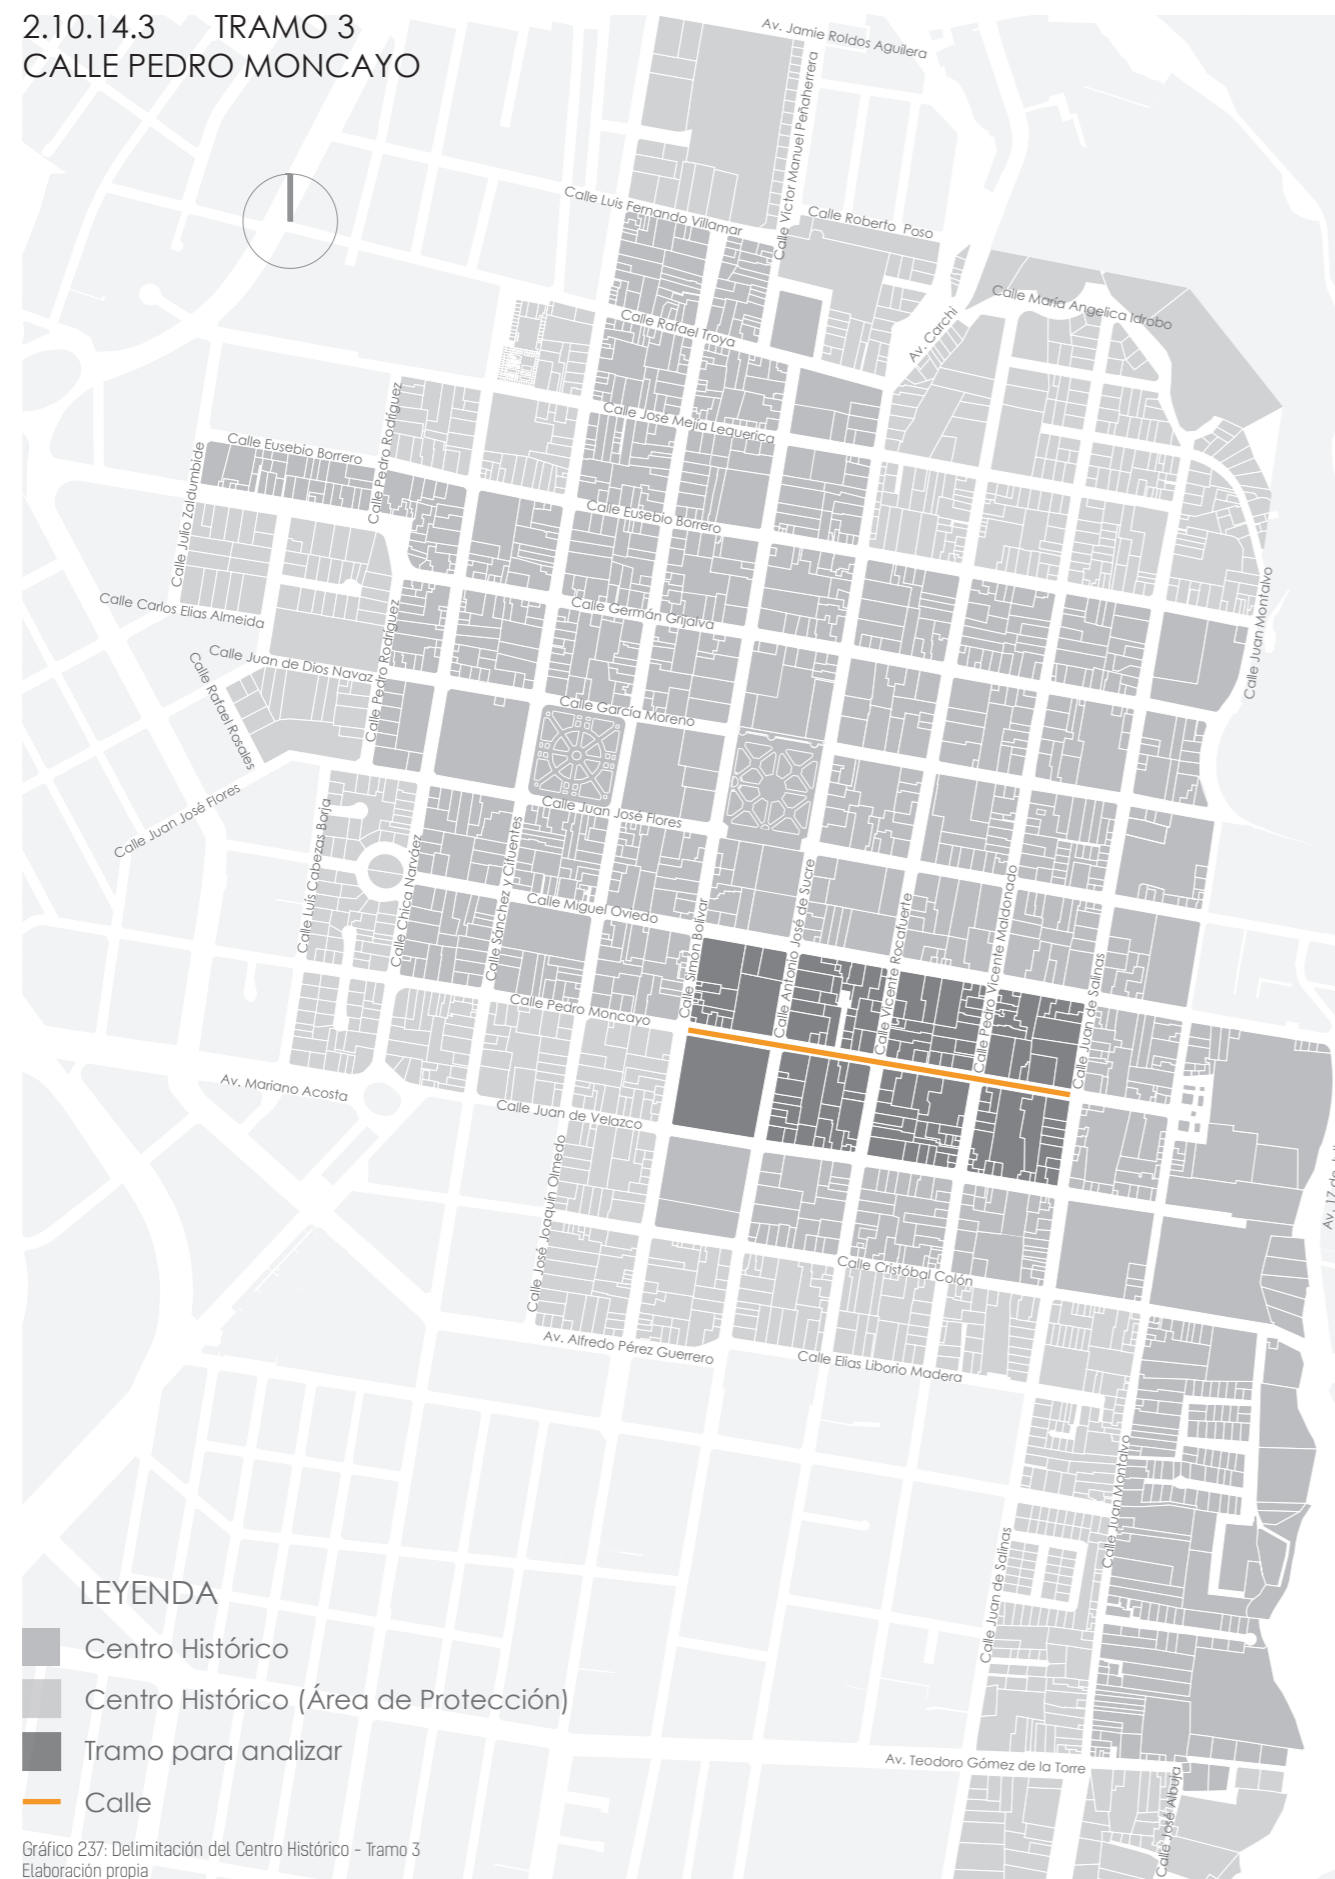 2.10.14.3 TRAMO 3
CALLE PEDRO MONCAYO
Av. Jamie Roldos Aguilera
Calle Victor Manuel Peñaherrera
Calle Luis Fernando Villamar
Calle Roberto Poso
Calle María Angelica Idrobo
Calle Rafael Troya
Av. Carchi
Calle José Mejía Lequerica
Calle Pedro Rodríguez
Calle Eusebio Borrero
Calle Julio Zaldumbide
Calle Eusebio Borrero
Calle Juan Montalvo
Calle Carlos Elias Almeida
Calle Pedro Rodríguez
Calle Germán Grijalva
Calle Juan de Dios Navaz
Calle Rafael Rosales
Calle García Moreno
Calle Juan José Flores
Calle Juan José Flores
Calle Luís Cabezas Borja
Calle Chica Narváez
Calle Sánchez y Cifuentes
Calle Miguel Oviedo
Calle Simón Bolívar
Calle Antonio José de Sucre
Calle Vicente Rocafuerte
Calle Pedro Vicente Maldonado
Calle Juan de Salinas
Calle Pedro Moncayo
Av. Mariano Acosta
Calle Juan de Velazco
Calle José Joaquín Olmedo
Av. 17 de
Calle Cristóbal Colón
Av. Alfredo Pérez Guerrero
Calle Elías Liborio Madera
Calle Juan Montalvo
Calle Juan de Salinas
Av. Teodoro Gómez de la Torre
Calle José Albuja
LEYENDA
Centro Histórico
Centro Histórico (Área de Protección)
Tramo para analizar
Calle
Gráfico 237: Delimitación del Centro Histórico - Tramo 3
Elaboración propia